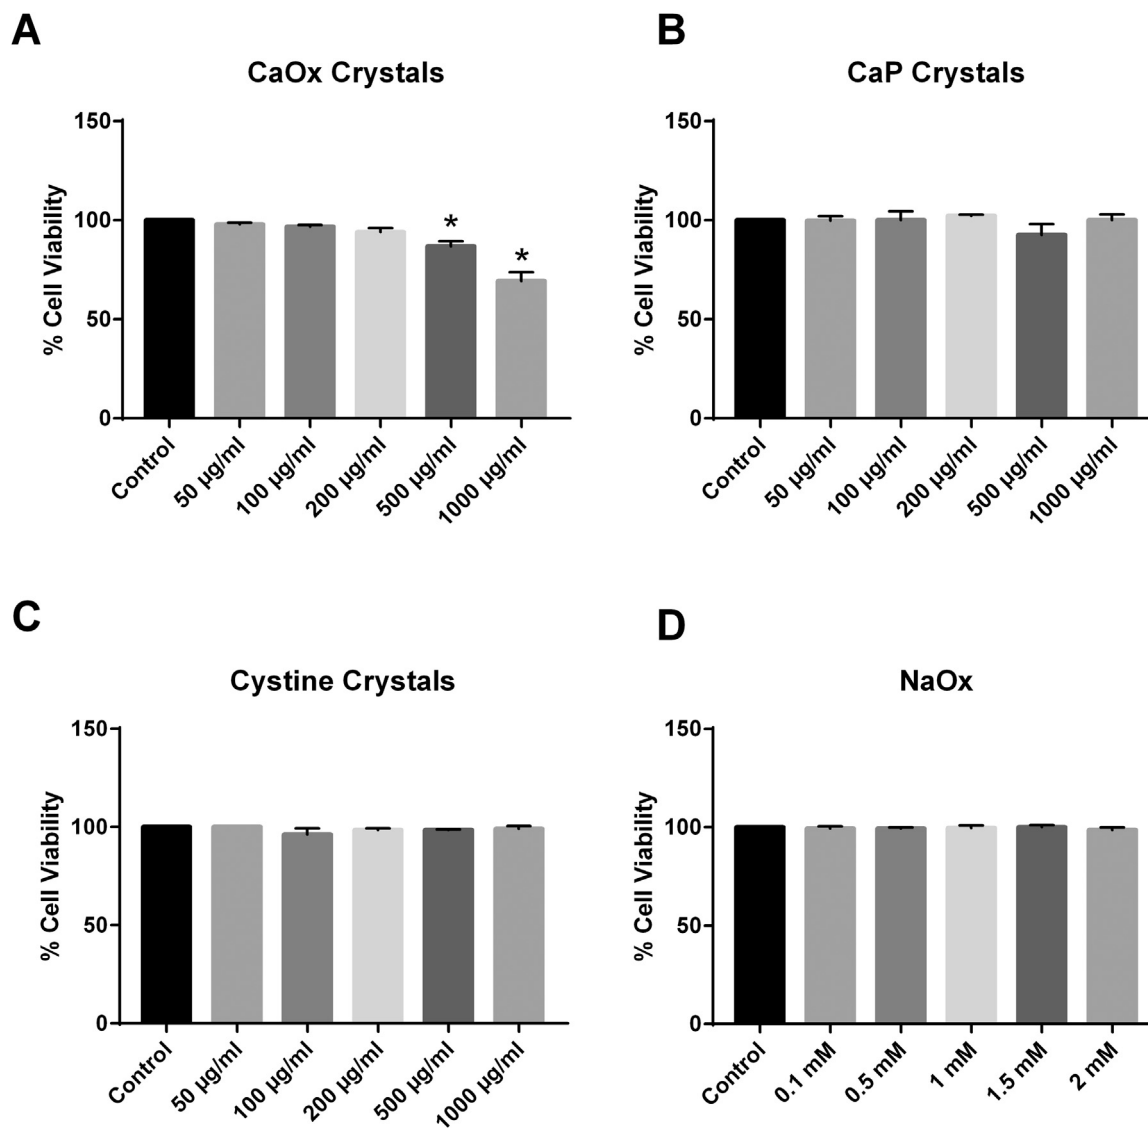 A
CaOx Crystals
% Cell Viability
150
100
50
0
*
*
Control
50 µg/ml
100 µg/ml
200 µg/ml
500 µg/ml
1000 µg/ml
B
CaP Crystals
% Cell Viability
150
100
50
0
Control
50 µg/ml
100 µg/ml
200 µg/ml
500 µg/ml
1000 µg/ml
C
Cystine Crystals
% Cell Viability
150
100
50
0
Control
50 µg/ml
100 µg/ml
200 µg/ml
500 µg/ml
1000 µg/ml
D
NaOx
% Cell Viability
150
100
50
0
Control
0.1 mM
0.5 mM
1 mM
1.5 mM
2 mM